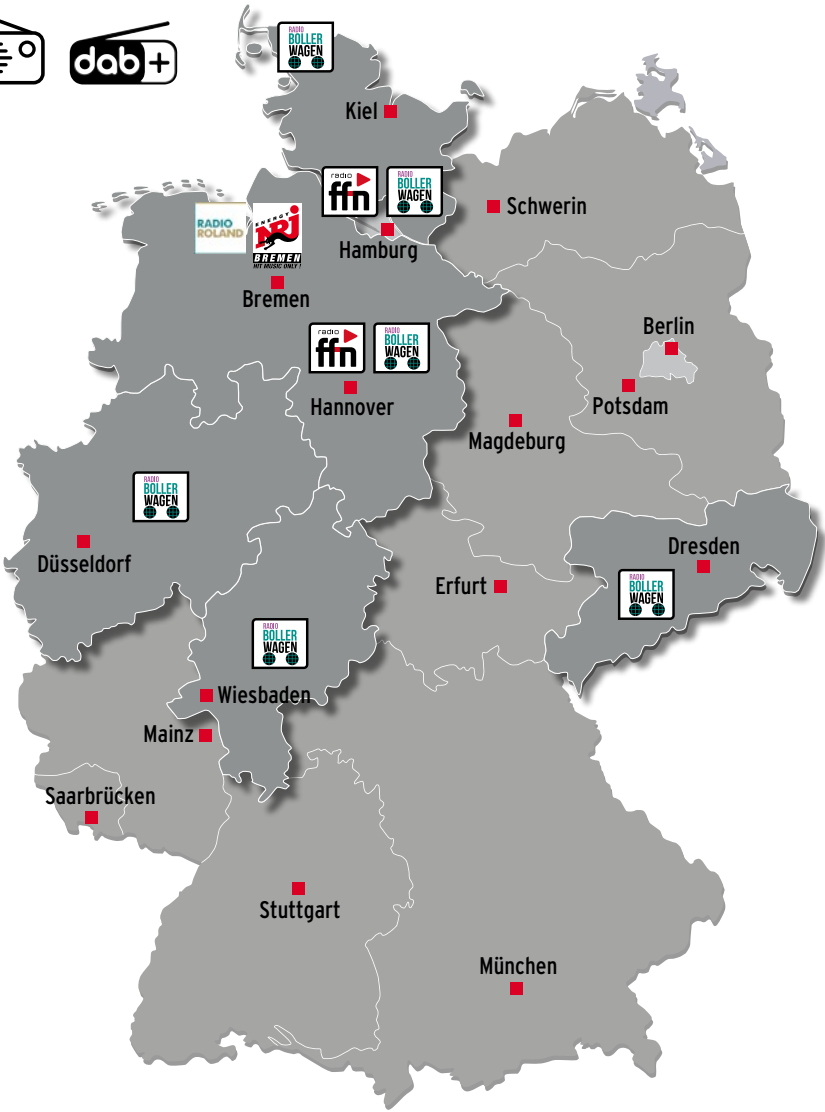 dab+
RADIO
BOLLER
WAGEN
Kiel
radio
ffn
RADIO
BOLLER
WAGEN
Schwerin
RADIO
ROLAND
ENERGY
NRJ
BREMEN
HIT MUSIC ONLY!
Hamburg
Bremen
radio
ffn
RADIO
BOLLER
WAGEN
Hannover
Berlin
Potsdam
Magdeburg
RADIO
BOLLER
WAGEN
Düsseldorf
Dresden
RADIO
BOLLER
WAGEN
Erfurt
RADIO
BOLLER
WAGEN
Wiesbaden
Mainz
Saarbrücken
Stuttgart
München